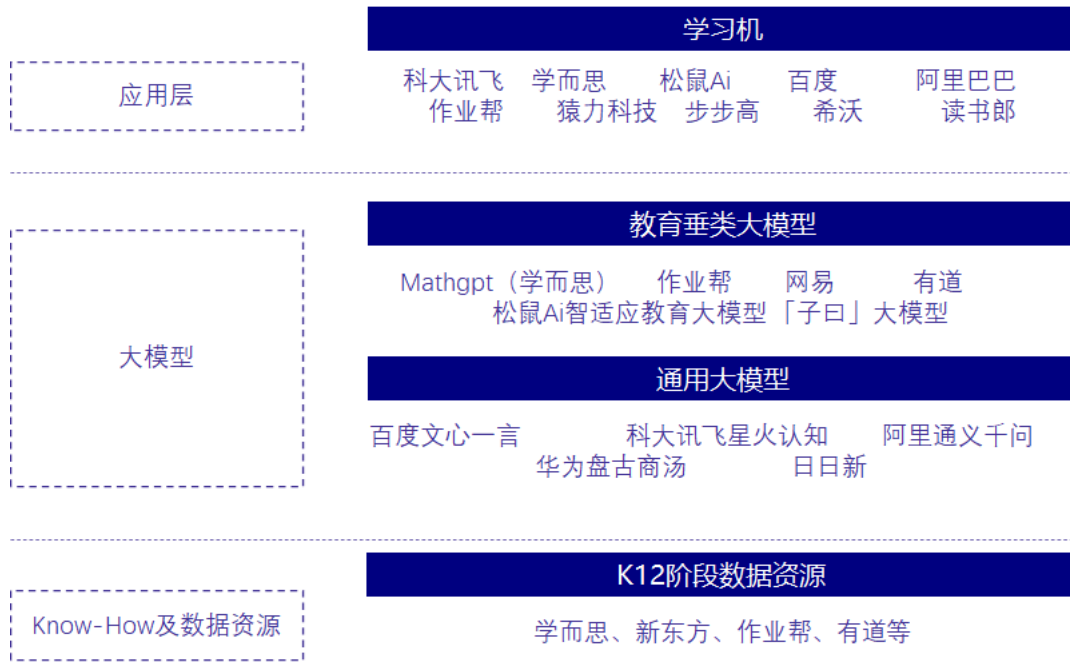 学习机
应用层
科大讯飞 学而思 松鼠Ai 百度 阿里巴巴
作业帮 猿力科技 步步高 希沃 读书郎
教育垂类大模型
Mathgpt（学而思） 作业帮 网易 有道
松鼠Ai智适应教育大模型「子曰」大模型
大模型
通用大模型
百度文心一言 科大讯飞星火认知 阿里通义千问
华为盘古商汤 日日新
K12阶段数据资源
Know-How及数据资源
学而思、新东方、作业帮、有道等